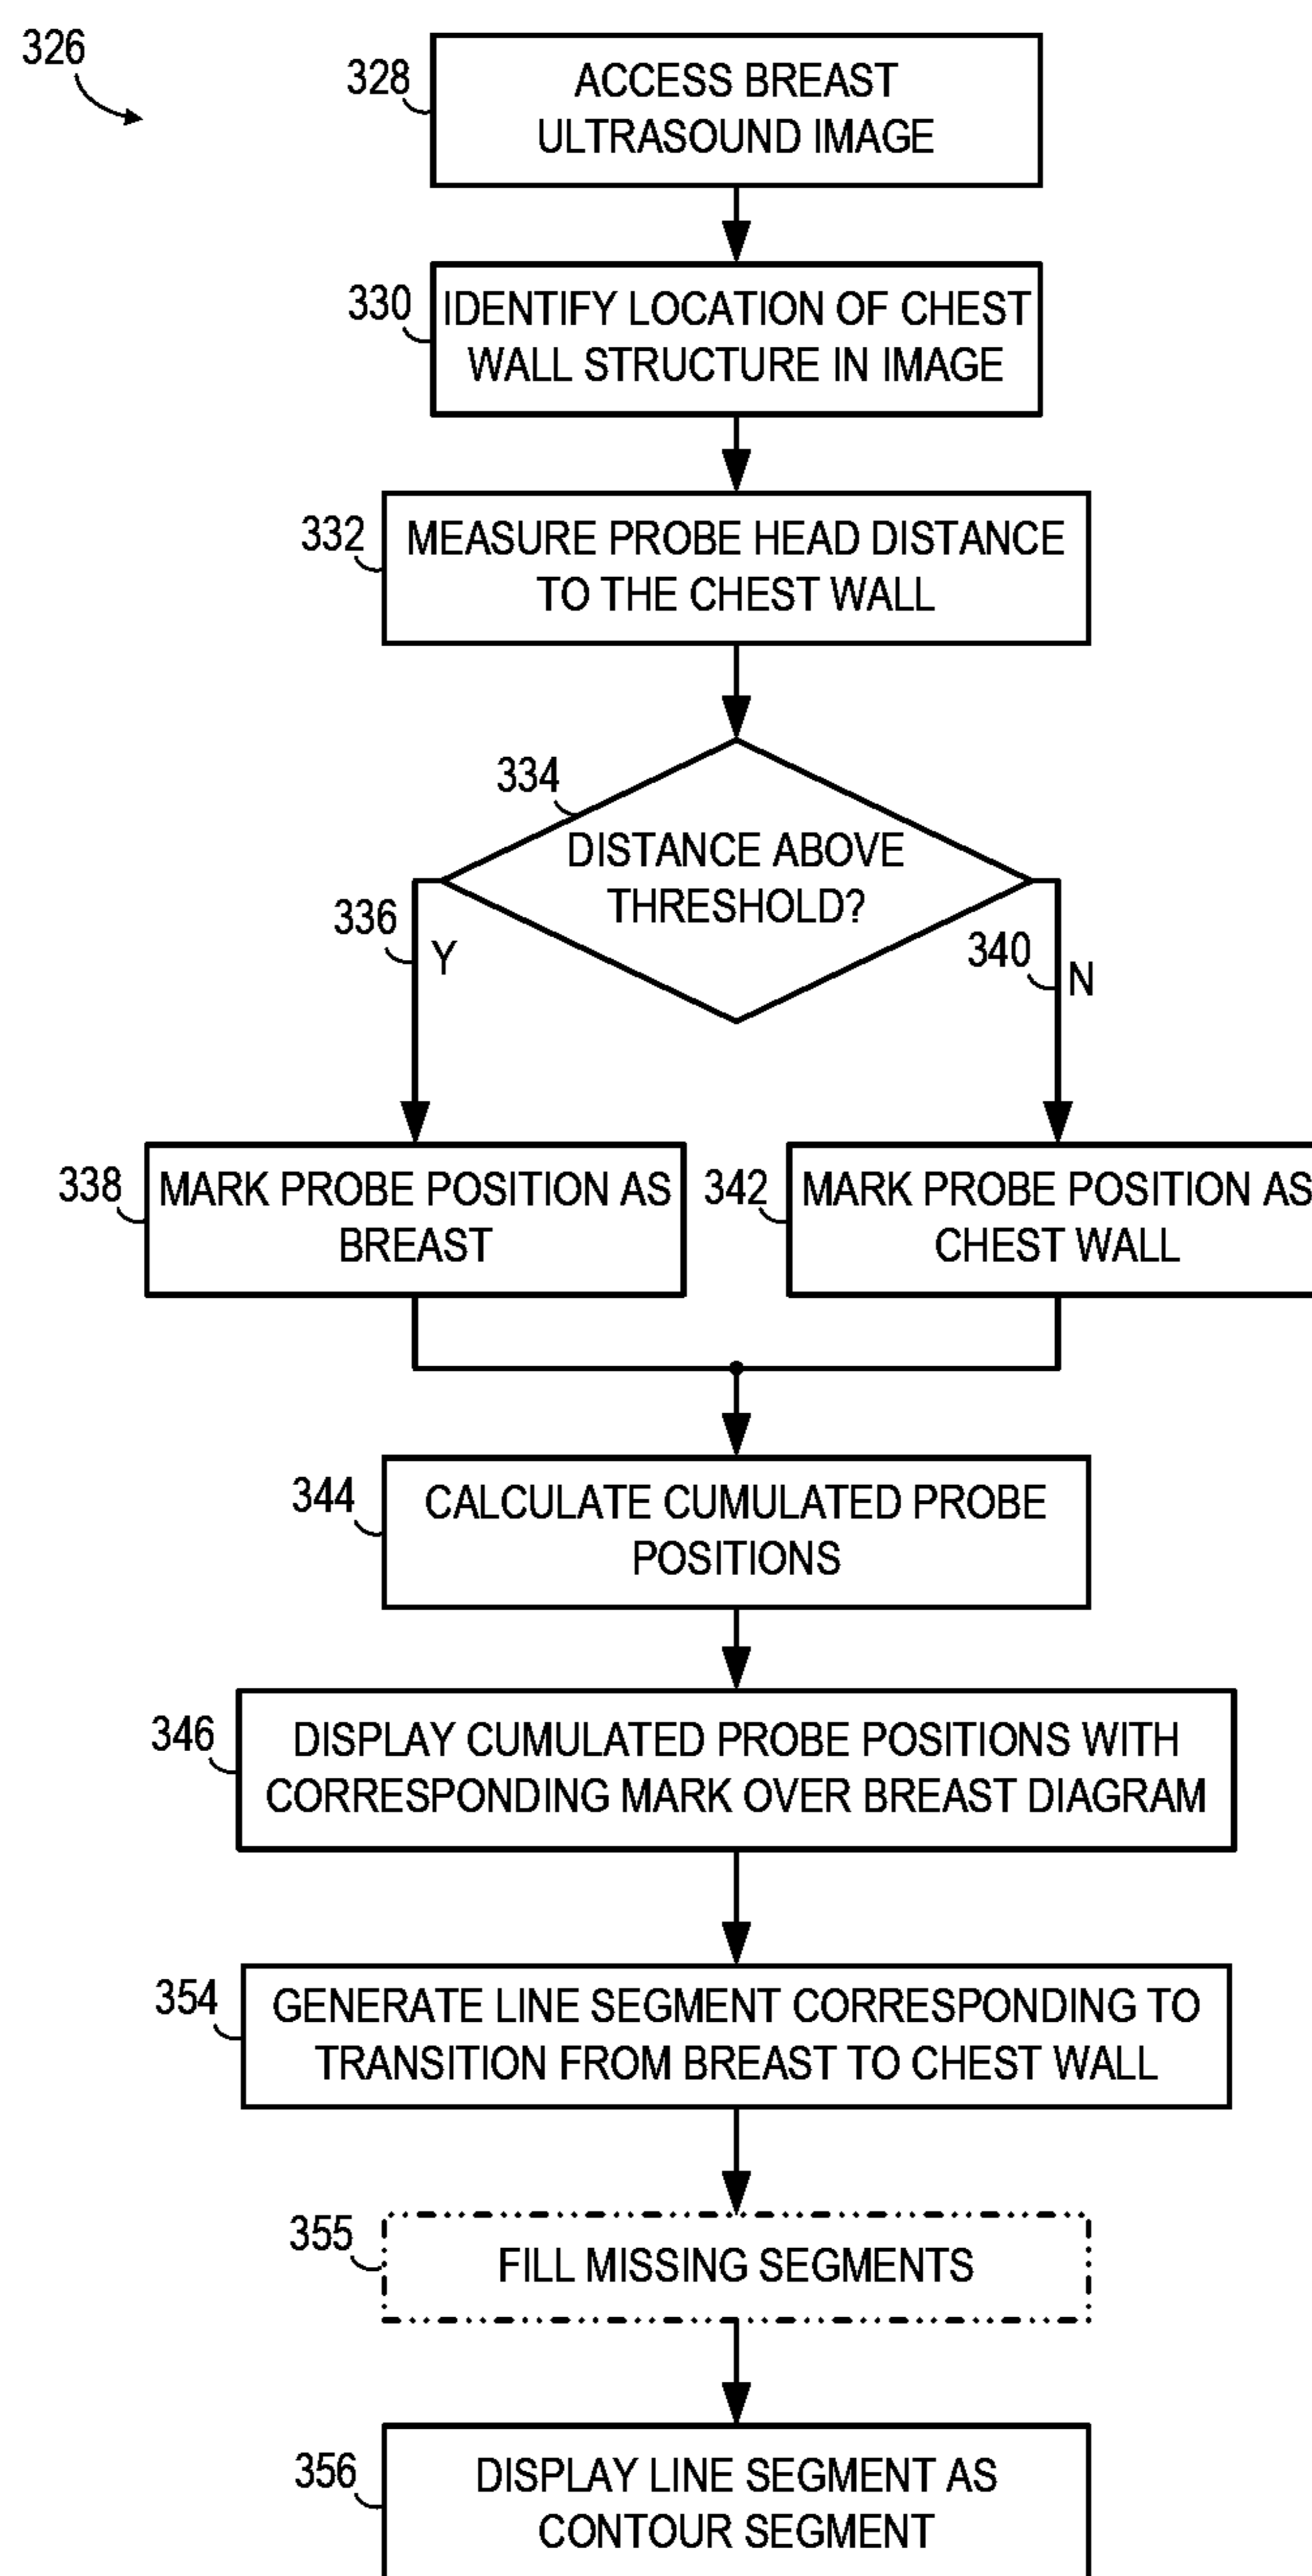 326
328
ACCESS BREAST
ULTRASOUND IMAGE
330
IDENTIFY LOCATION OF CHEST
WALL STRUCTURE IN IMAGE
332
MEASURE PROBE HEAD DISTANCE
TO THE CHEST WALL
334
DISTANCE ABOVE
THRESHOLD?
336
Y
340
N
338
MARK PROBE POSITION AS
BREAST
342
MARK PROBE POSITION AS
CHEST WALL
344
CALCULATE CUMULATED PROBE
POSITIONS
346
DISPLAY CUMULATED PROBE POSITIONS WITH
CORRESPONDING MARK OVER BREAST DIAGRAM
354
GENERATE LINE SEGMENT CORRESPONDING TO
TRANSITION FROM BREAST TO CHEST WALL
355
FILL MISSING SEGMENTS
356
DISPLAY LINE SEGMENT AS
CONTOUR SEGMENT